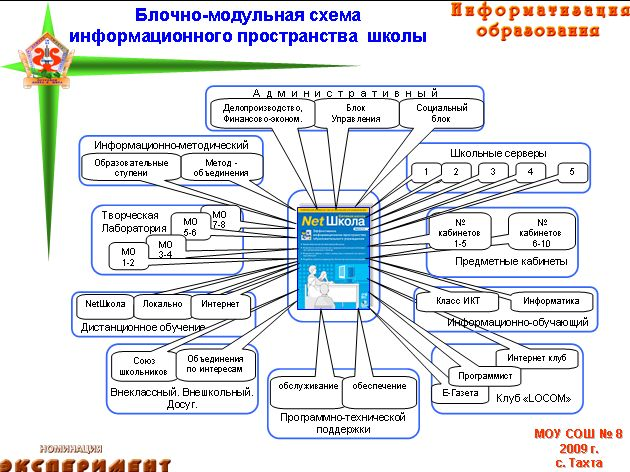 Блочно-модульная схема
информационного пространства школы
Информатизация
образования
Административный
Делопроизводство,
Финансово-эконом.
Блок
Управления
Социальный
блок
Информационно-методический
Образовательные
ступени
Метод -
объединения
Школьные серверы
1 2 3 4 5
Творческая
Лаборатория
МО
1-2
МО
3-4
МО
5-6
МО
7-8
Net Школа
№
кабинетов
1-5
№
кабинетов
6-10
Предметные кабинеты
NetШкола
Локально
Интернет
Дистанционное обучение
Класс ИКТ
Информатика
Информационно-обучающий
Союз
школьников
Объединения
по интересам
Внеклассный. Внешкольный.
Досуг.
обслуживание
обеспечение
Программно-технической
поддержки
Интернет клуб
Программист
Е-Газета
Клуб «LOCOM»
МОУ СОШ № 8
2009 г.
с. Тахта
НОМИНАЦИЯ
ЭКСПЕРИМЕНТ